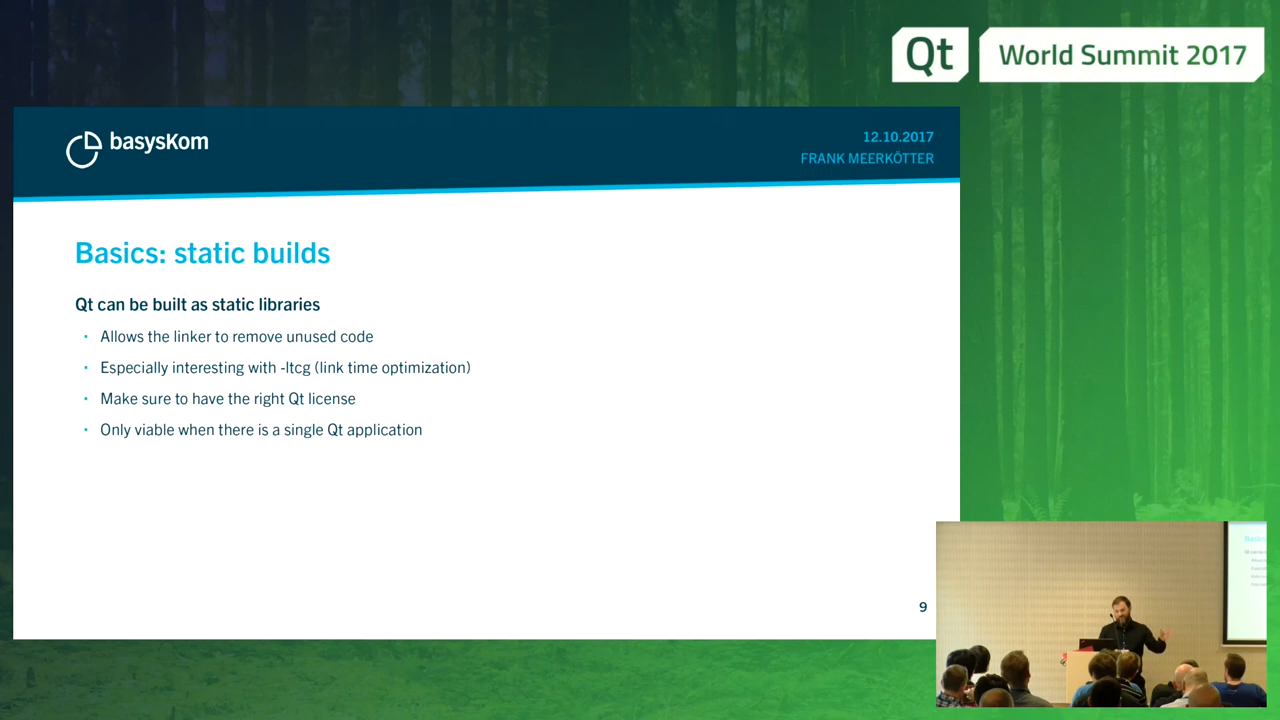 Qt World Summit 2017
basysKom
12.10.2017
FRANK MEERKÖTTER
Basics: static builds
Qt can be built as static libraries
· Allows the linker to remove unused code
· Especially interesting with -ltcg (link time optimization)
· Make sure to have the right Qt license
· Only viable when there is a single Qt application
9